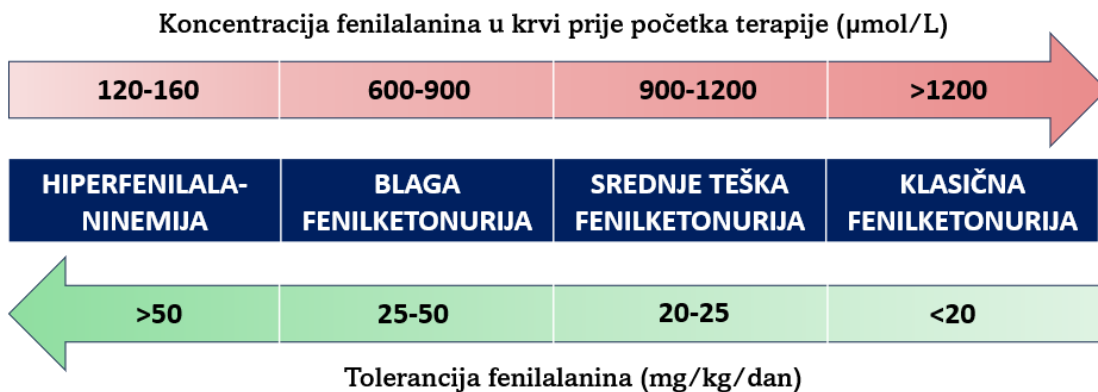 Koncentracija fenilalanina u krvi prije početka terapije (µmol/L)
120-160 600-900 900-1200 >1200
HIPERFENILALA- BLAGA SREDNJE TEŠKA KLASIČNA
NINEMIJA FENILKETONURIJA FENILKETONURIJA FENILKETONURIJA
>50 25-50 20-25 <20
Tolerancija fenilalanina (mg/kg/dan)